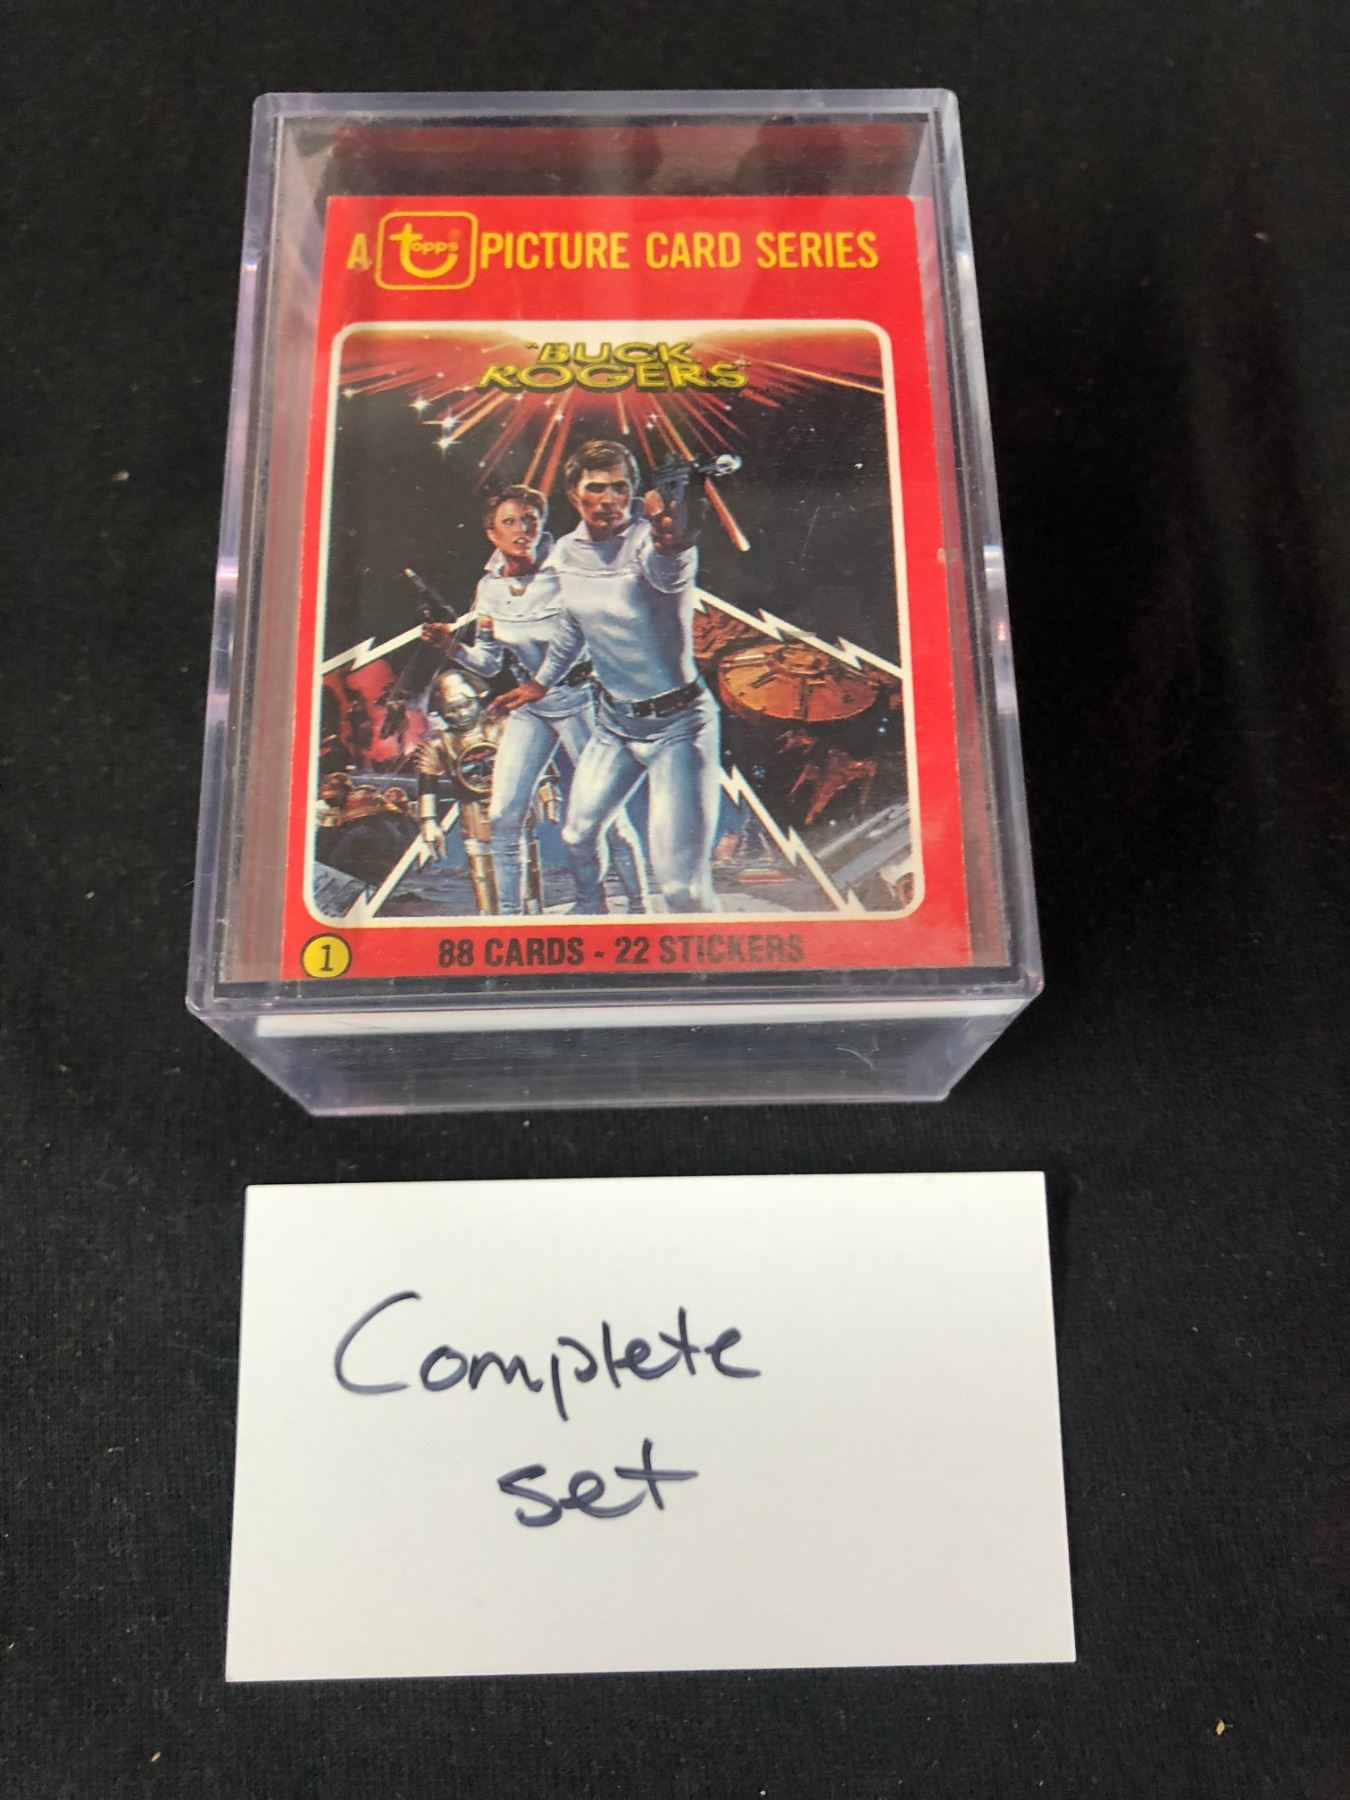 A topps PICTURE CARD SERIES
"BUCK
ROGERS"
1
88 CARDS - 22 STICKERS
Complete
set